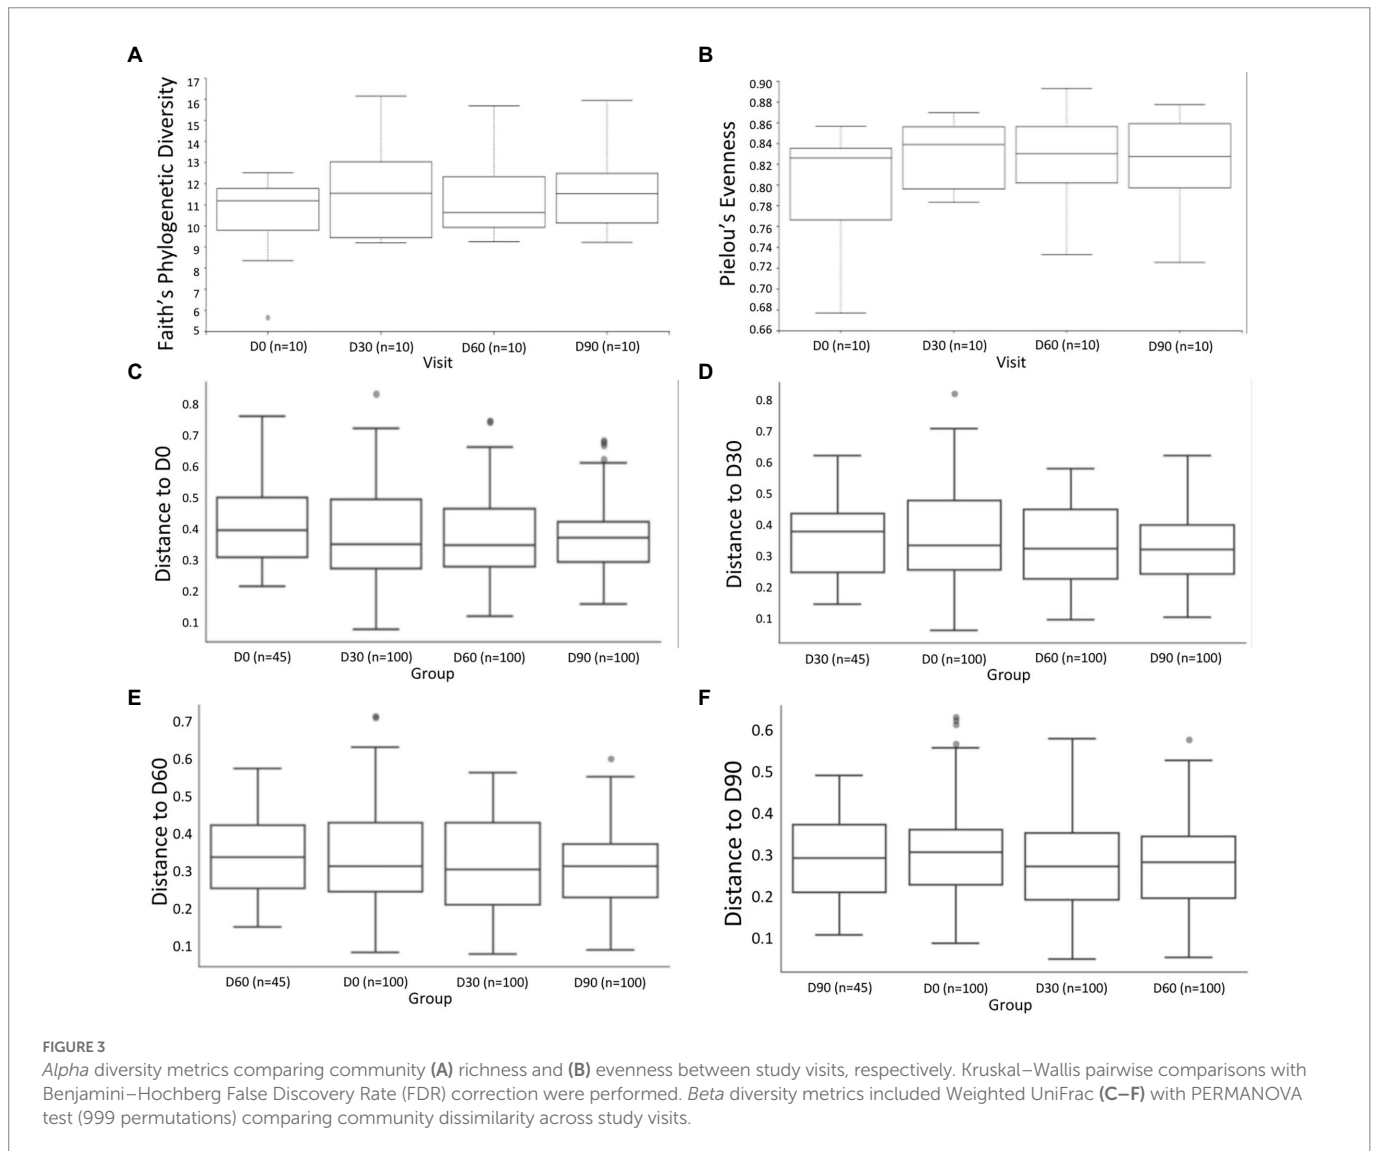 A
Faith's Phylogenetic Diversity
17
16
15
14
13
12
11
10
9
8
7
6
5
D0 (n=10) D30 (n=10) D60 (n=10) D90 (n=10)
Visit
B
Pielou's Evenness
0.90
0.88
0.86
0.84
0.82
0.80
0.78
0.76
0.74
0.72
0.70
0.68
0.66
D0 (n=10) D30 (n=10) D60 (n=10) D90 (n=10)
Visit
C
Distance to D0
0.8
0.7
0.6
0.5
0.4
0.3
0.2
0.1
D0 (n=45) D30 (n=100) D60 (n=100) D90 (n=100)
Group
D
Distance to D30
0.8
0.7
0.6
0.5
0.4
0.3
0.2
0.1
D30 (n=45) D0 (n=100) D60 (n=100) D90 (n=100)
Group
E
Distance to D60
0.7
0.6
0.5
0.4
0.3
0.2
0.1
D60 (n=45) D0 (n=100) D30 (n=100) D90 (n=100)
Group
F
Distance to D90
0.6
0.5
0.4
0.3
0.2
0.1
D90 (n=45) D0 (n=100) D30 (n=100) D60 (n=100)
Group
FIGURE 3
Alpha diversity metrics comparing community (A) richness and (B) evenness between study visits, respectively. Kruskal–Wallis pairwise comparisons with
Benjamini–Hochberg False Discovery Rate (FDR) correction were performed. Beta diversity metrics included Weighted UniFrac (C–F) with PERMANOVA
test (999 permutations) comparing community dissimilarity across study visits.